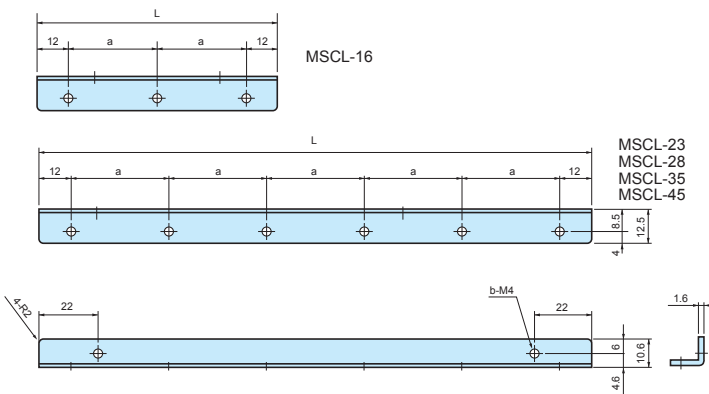 L
12 a a 12
MSCL-16
L
12 a a a a a 12
MSCL-23
MSCL-28
MSCL-35
MSCL-45
8.5
12.5
4
4-R2
22
b-M4
22
6
10.6
4.6
1.6